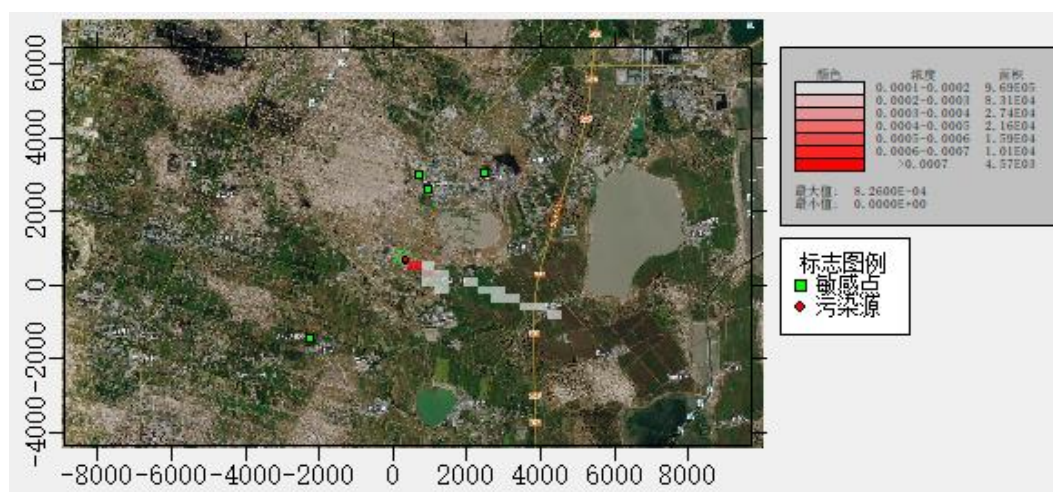 6000
4000
2000
0
-2000
-4000
-8000 -6000 -4000 -2000 0 2000 4000 6000 8000
颜色 浓度 面积
0.0001-0.0002 9.69E05
0.0002-0.0003 8.31E04
0.0003-0.0004 2.74E04
0.0004-0.0005 2.16E04
0.0005-0.0006 1.59E04
0.0006-0.0007 1.01E04
>0.0007 4.57E03
最大值: 8.2600E-04
最小值: 0.0000E+00
标志图例
敏感点
污染源